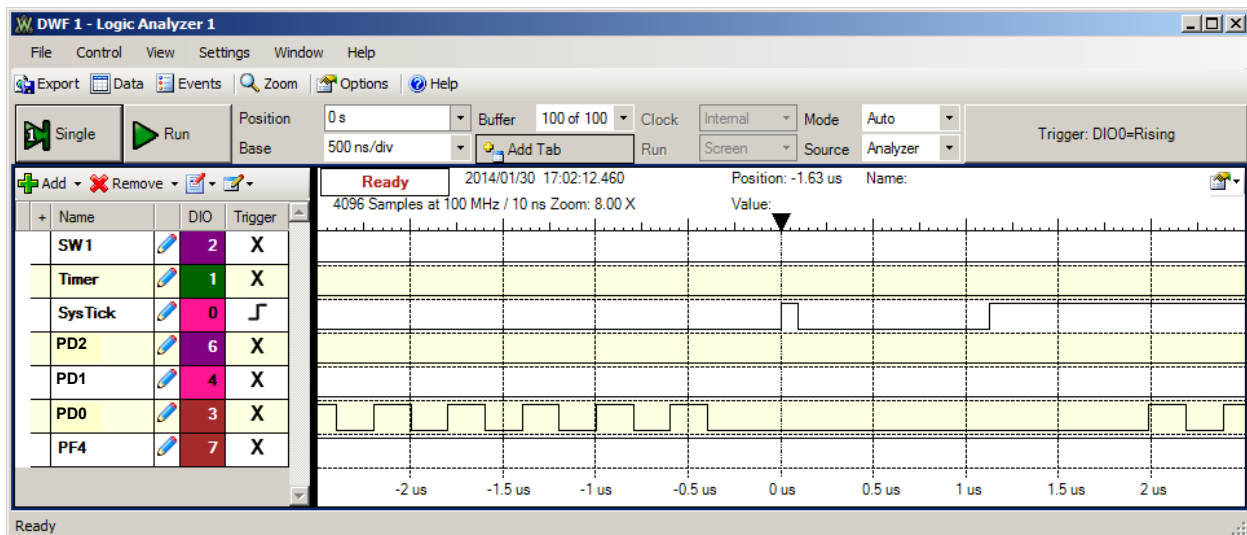 DWF 1 - Logic Analyzer 1
File Control View Settings Window Help
Export Data Events Zoom Options Help
Single Run Position 0 s Buffer 100 of 100 Clock Internal Mode Auto Trigger: DIO0=Rising
Base 500 ns/div Add Tab Run Screen Source Analyzer
Add Remove Ready 2014/01/30 17:02:12.460 Position: -1.63 us Name:
4096 Samples at 100 MHz / 10 ns Zoom: 8.00 X Value:
+ Name DIO Trigger
SW1 2 X
Timer 1 X
SysTick 0
PD2 6 X
PD1 4 X
PD0 3 X
PF4 7 X
-2 us -1.5 us -1 us -0.5 us 0 us 0.5 us 1 us 1.5 us 2 us
Ready